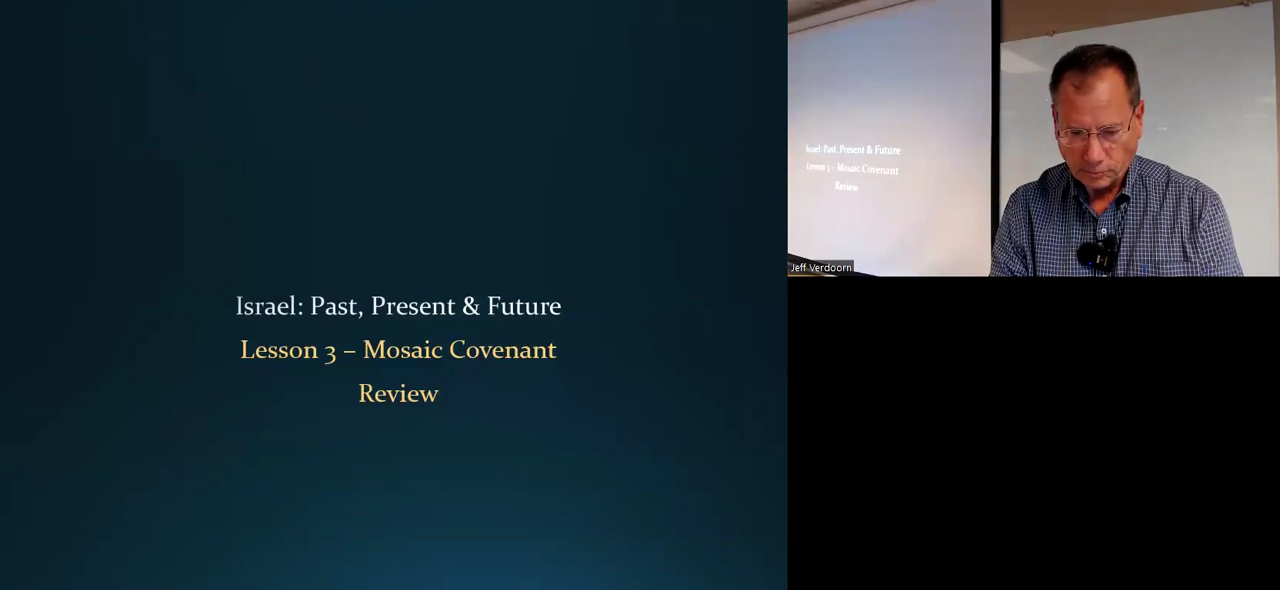 Israel: Past, Present & Future
Lesson 3 – Mosaic Covenant
Review
Israel: Past, Present & Future
Lesson 3 – Mosaic Covenant
Review
Jeff Verdoorn